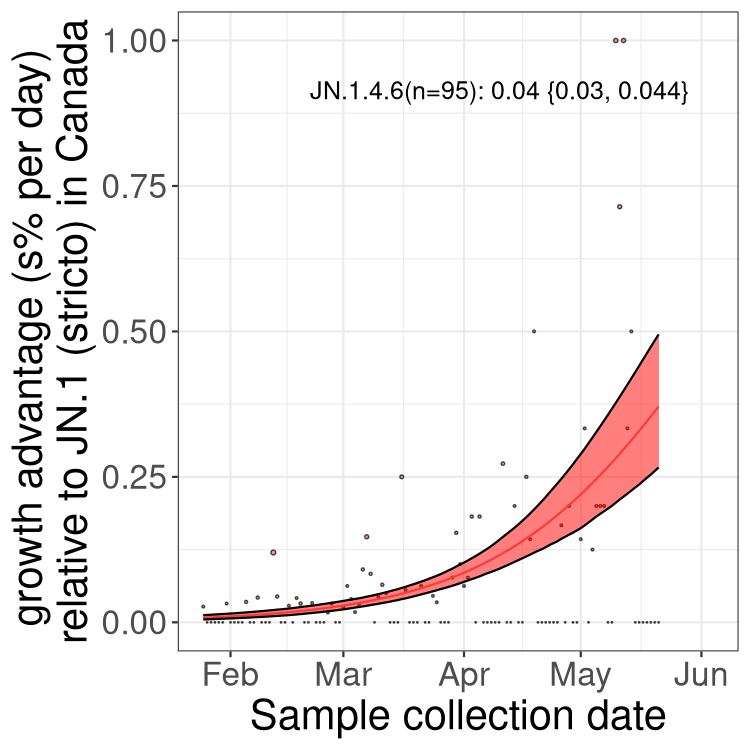 growth advantage (s% per day)
relative to JN.1 (stricto) in Canada
1.00
0.75
0.50
0.25
0.00
JN.1.4.6(n=95): 0.04 {0.03, 0.044}
Feb Mar Apr May Jun
Sample collection date